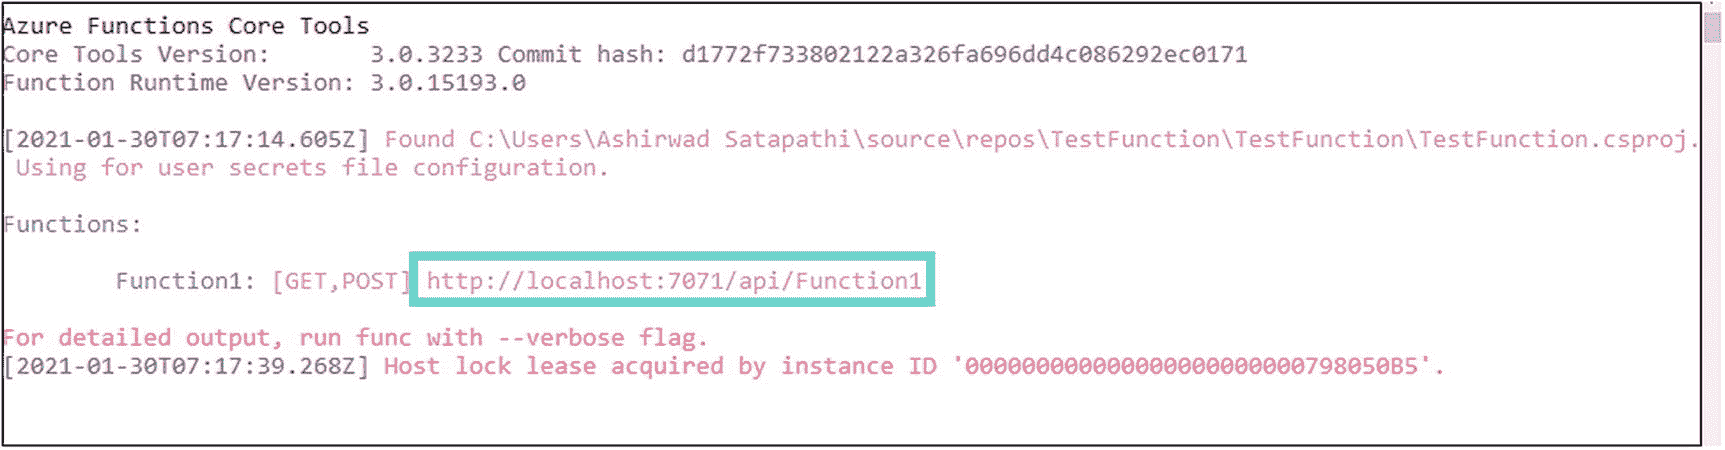 Azure Functions Core Tools
Core Tools Version:       3.0.3233 Commit hash: d1772f733802122a326fa696dd4c086292ec0171
Function Runtime Version: 3.0.15193.0
[2021-01-30T07:17:14.605Z] Found C:\Users\Ashirwad Satapathi\source\repos\TestFunction\TestFunction\TestFunction.csproj.
Using for user secrets file configuration.
Functions:
Function1: [GET,POST] http://localhost:7071/api/Function1
For detailed output, run func with --verbose flag.
[2021-01-30T07:17:39.268Z] Host lock lease acquired by instance ID '000000000000000000000000798050B5'.